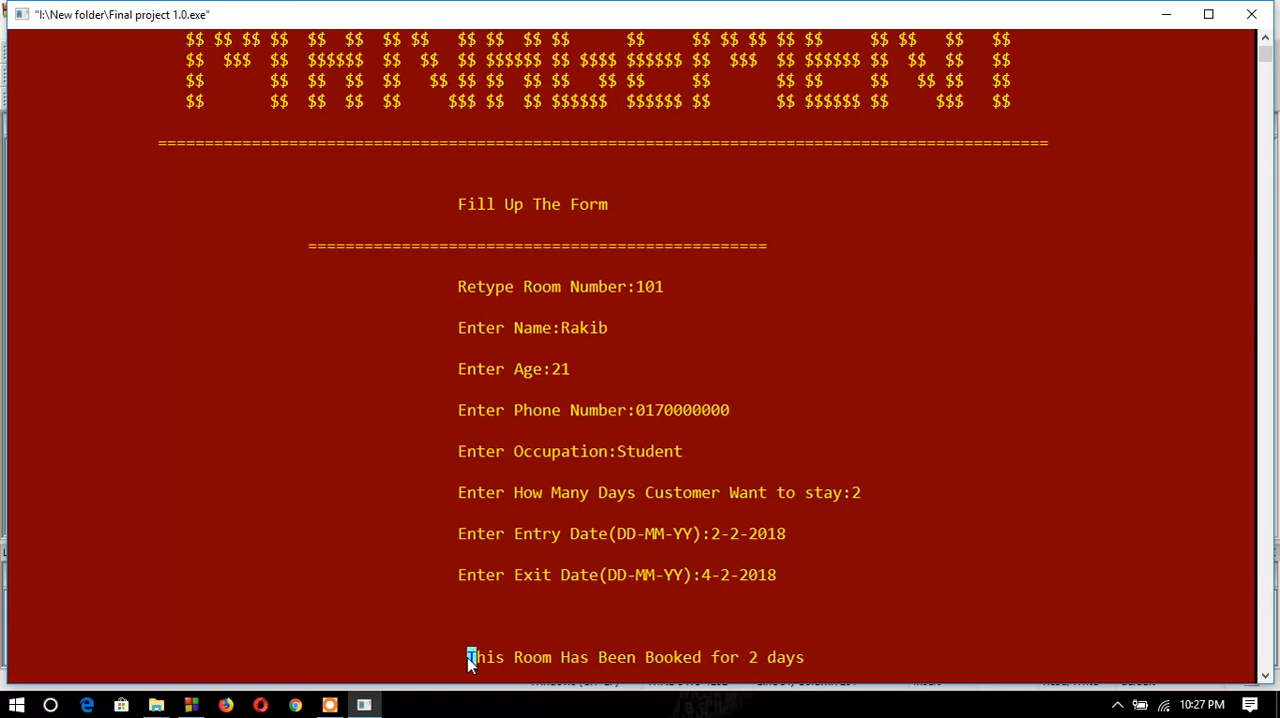 "I:\New folder\Final project 1.0.exe"
==============================================================================================
Fill Up The Form
=================================================
Retype Room Number:101
Enter Name:Rakib
Enter Age:21
Enter Phone Number:0170000000
Enter Occupation:Student
Enter How Many Days Customer Want to stay:2
Enter Entry Date(DD-MM-YY):2-2-2018
Enter Exit Date(DD-MM-YY):4-2-2018
This Room Has Been Booked for 2 days
10:27 PM